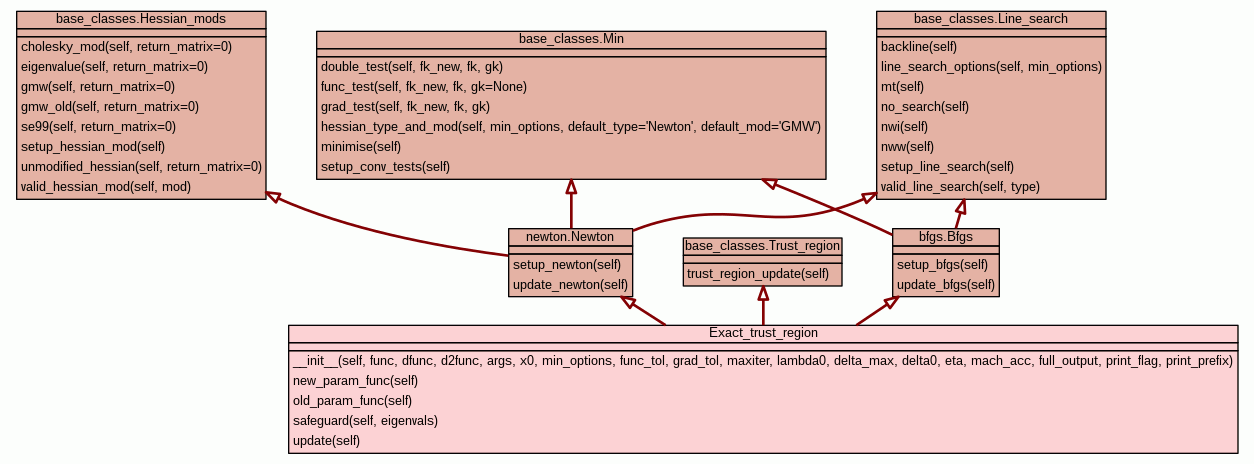 base_classes.Hessian_mods
cholesky_mod(self, return_matrix=0)
eigenvalue(self, return_matrix=0)
gmw(self, return_matrix=0)
gmw_old(self, return_matrix=0)
se99(self, return_matrix=0)
setup_hessian_mod(self)
unmodified_hessian(self, return_matrix=0)
valid_hessian_mod(self, mod)
base_classes.Min
double_test(self, fk_new, fk, gk)
func_test(self, fk_new, fk, gk=None)
grad_test(self, fk_new, fk, gk)
hessian_type_and_mod(self, min_options, default_type='Newton', default_mod='GMW')
minimise(self)
setup_conv_tests(self)
base_classes.Line_search
backline(self)
line_search_options(self, min_options)
mt(self)
no_search(self)
nwi(self)
nww(self)
setup_line_search(self)
valid_line_search(self, type)
newton.Newton
setup_newton(self)
update_newton(self)
base_classes.Trust_region
trust_region_update(self)
bfgs.Bfgs
setup_bfgs(self)
update_bfgs(self)
Exact_trust_region
__init__(self, func, dfunc, d2func, args, x0, min_options, func_tol, grad_tol, maxiter, lambda0, delta_max, delta0, eta, mach_acc, full_output, print_flag, print_prefix)
new_param_func(self)
old_param_func(self)
safeguard(self, eigenvals)
update(self)